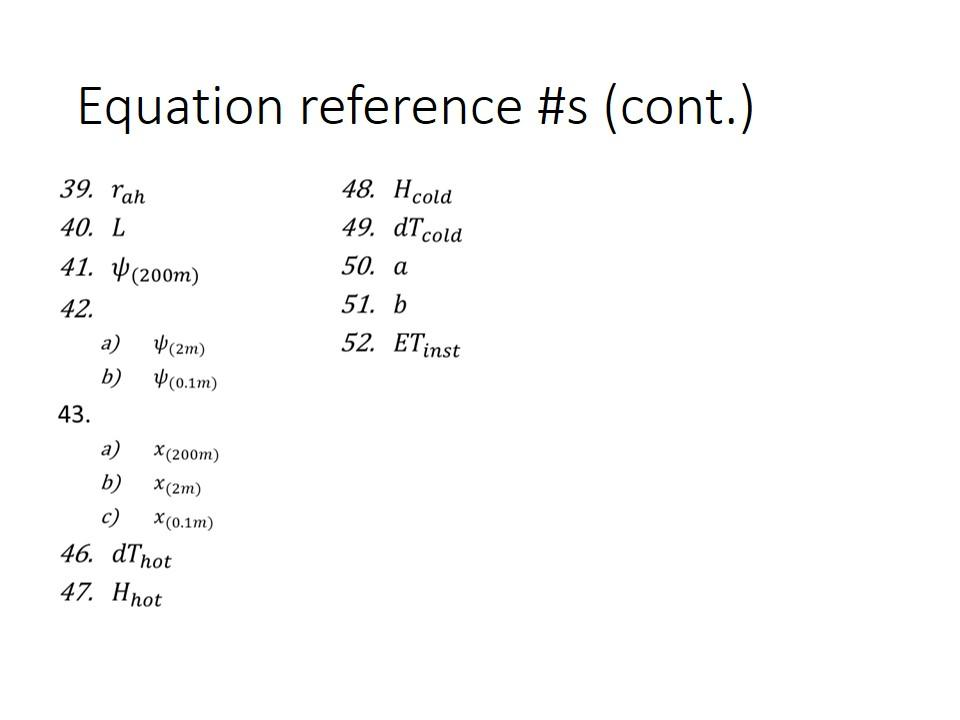 Equation reference #s (cont.)
39. r_ah
40. L
41. ψ_(200m)
42.
a) ψ_(2m)
b) ψ_(0.1m)
43.
a) x_(200m)
b) x_(2m)
c) x_(0.1m)
46. dT_hot
47. H_hot
48. H_cold
49. dT_cold
50. a
51. b
52. ET_inst